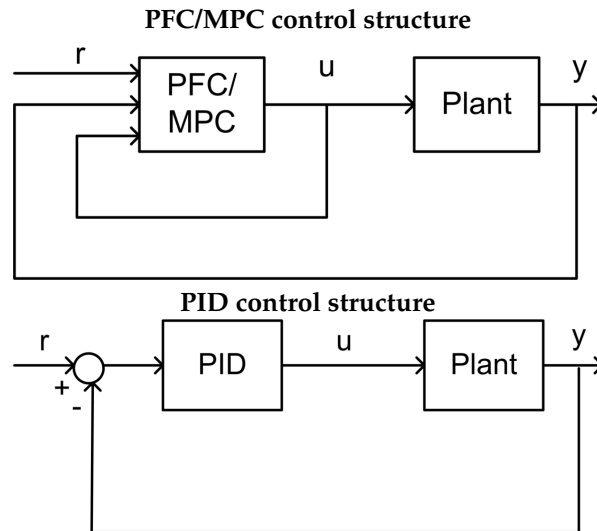 PFC/MPC control structure
r
u
y
PFC/
MPC
Plant
PID control structure
r
u
y
PID
Plant
+
-